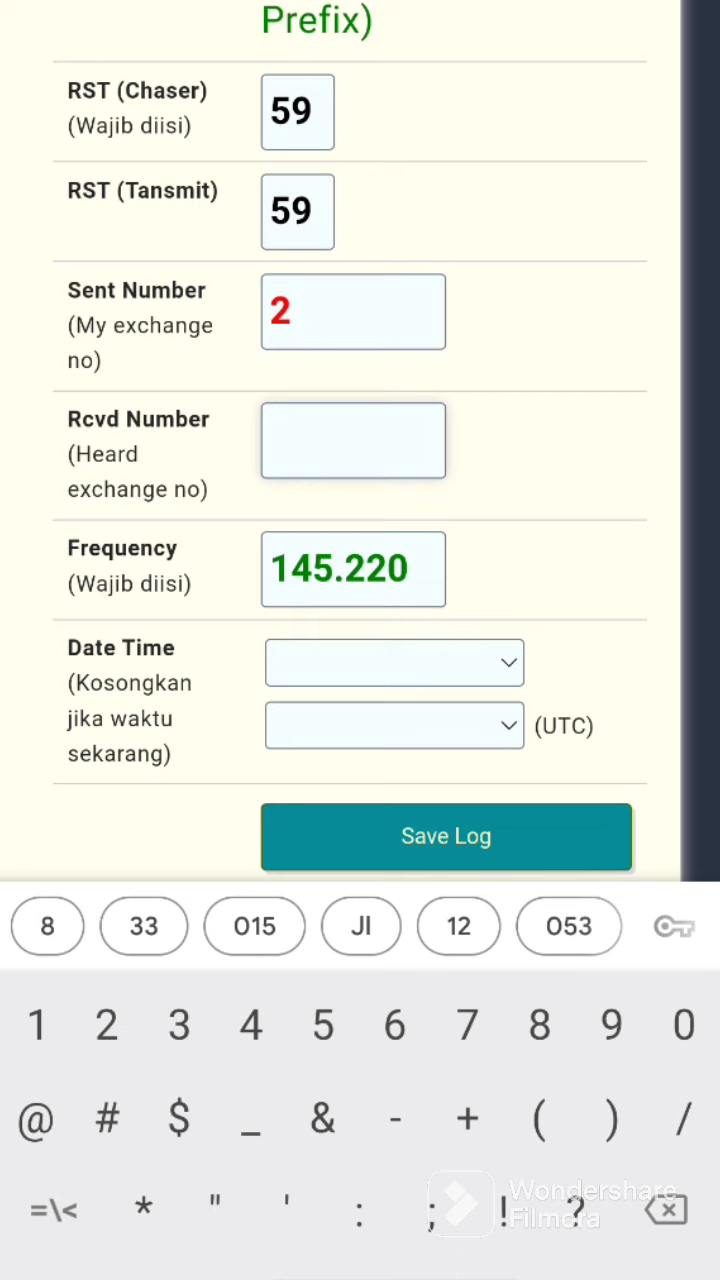 Prefix)
RST (Chaser)
(Wajib diisi)
59
RST (Tansmit)
59
Sent Number
(My exchange
no)
2
Rcvd Number
(Heard
exchange no)
Frequency
(Wajib diisi)
145.220
Date Time
(Kosongkan
jika waktu
sekarang)
(UTC)
Save Log
8 33 015 Jl 12 053
1 2 3 4 5 6 7 8 9 0
@ # $ _ & - + ( ) /
=\< * " ' : ; ! ?
Wondershare
Filmora